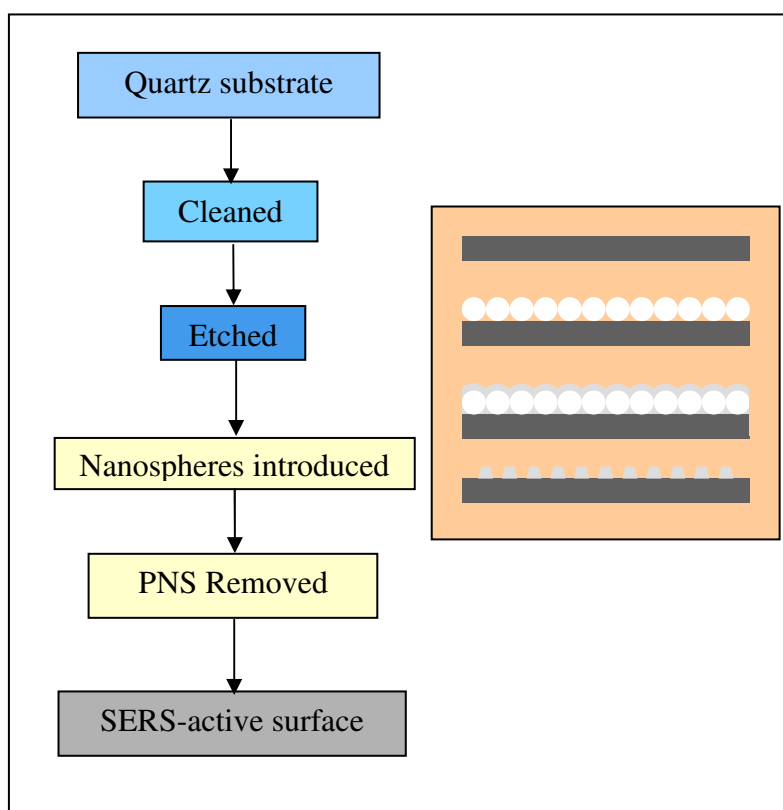 Quartz substrate
Cleaned
Etched
Nanospheres introduced
PNS Removed
SERS-active surface